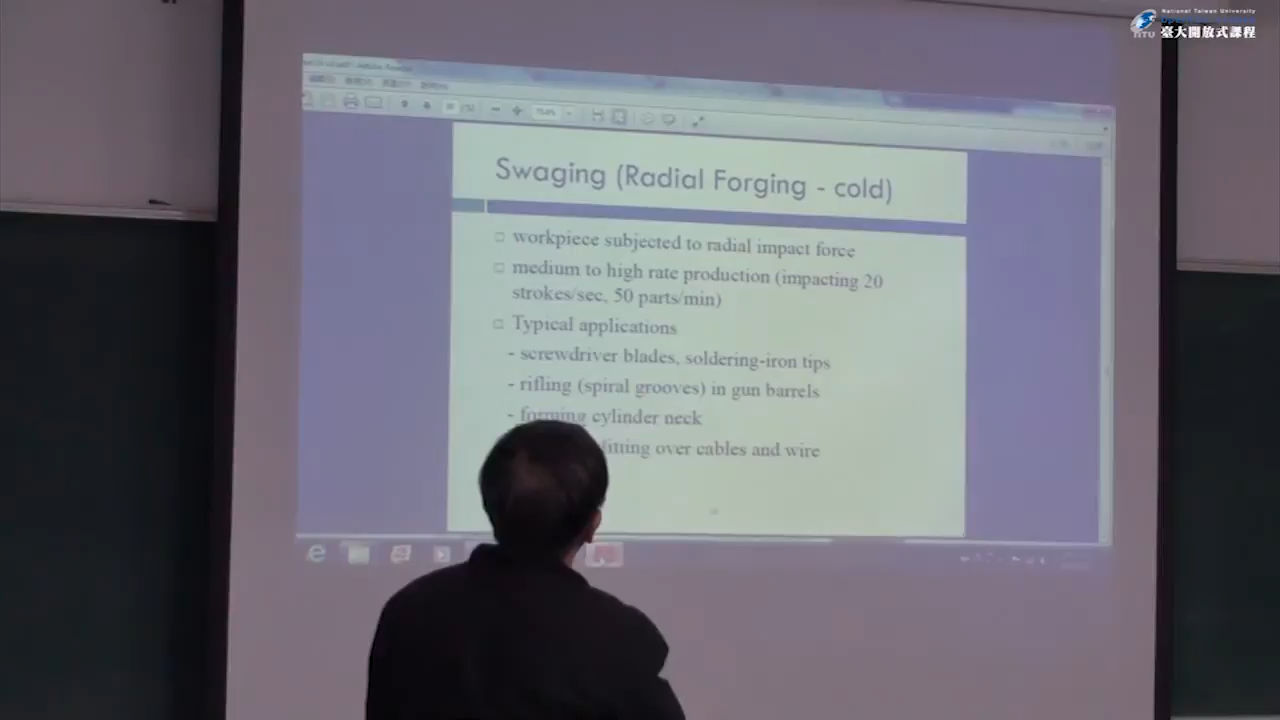 National Taiwan University
NTU
臺大開放式課程
Swaging (Radial Forging - cold)
workpiece subjected to radial impact force
medium to high rate production (impacting 20
strokes/sec, 50 parts/min)
Typical applications
- screwdriver blades, soldering-iron tips
- rifling (spiral grooves) in gun barrels
- forming cylinder neck
fitting over cables and wire